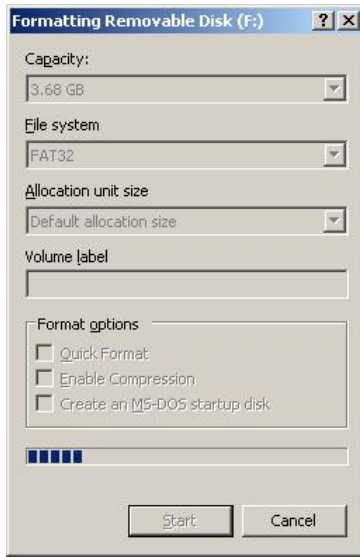 Formatting Removable Disk (F:)
Capacity:
3.68 GB
File system
FAT32
Allocation unit size
Default allocation size
Volume label
Format options
Quick Format
Enable Compression
Create an MS-DOS startup disk
Start
Cancel